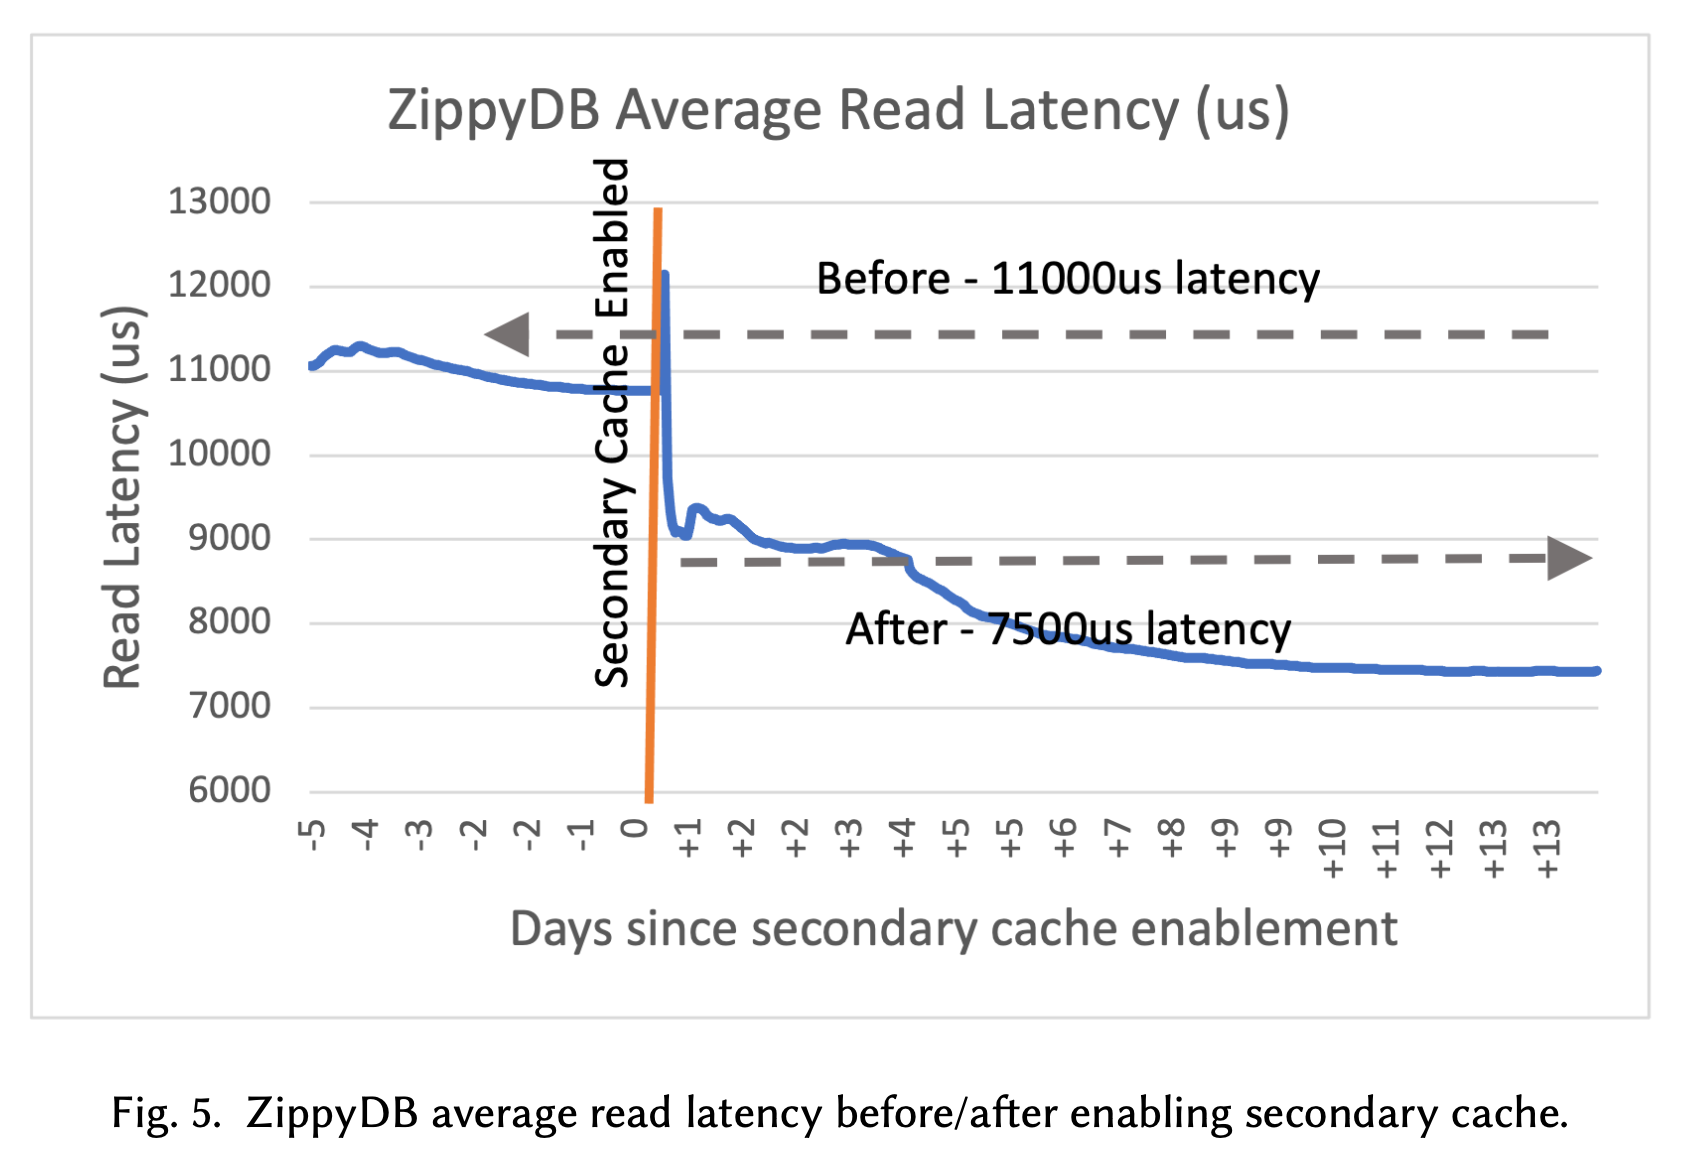 ZippyDB Average Read Latency (us)
Read Latency (us)
13000
12000
11000
10000
9000
8000
7000
6000
Secondary Cache Enabled
Before - 11000us latency
After - 7500us latency
-5 -4 -3 -2 -2 -1 0 +1 +2 +2 +3 +4 +5 +5 +6 +7 +8 +9 +9 +10 +11 +12 +13 +13
Days since secondary cache enablement
Fig. 5. ZippyDB average read latency before/after enabling secondary cache.